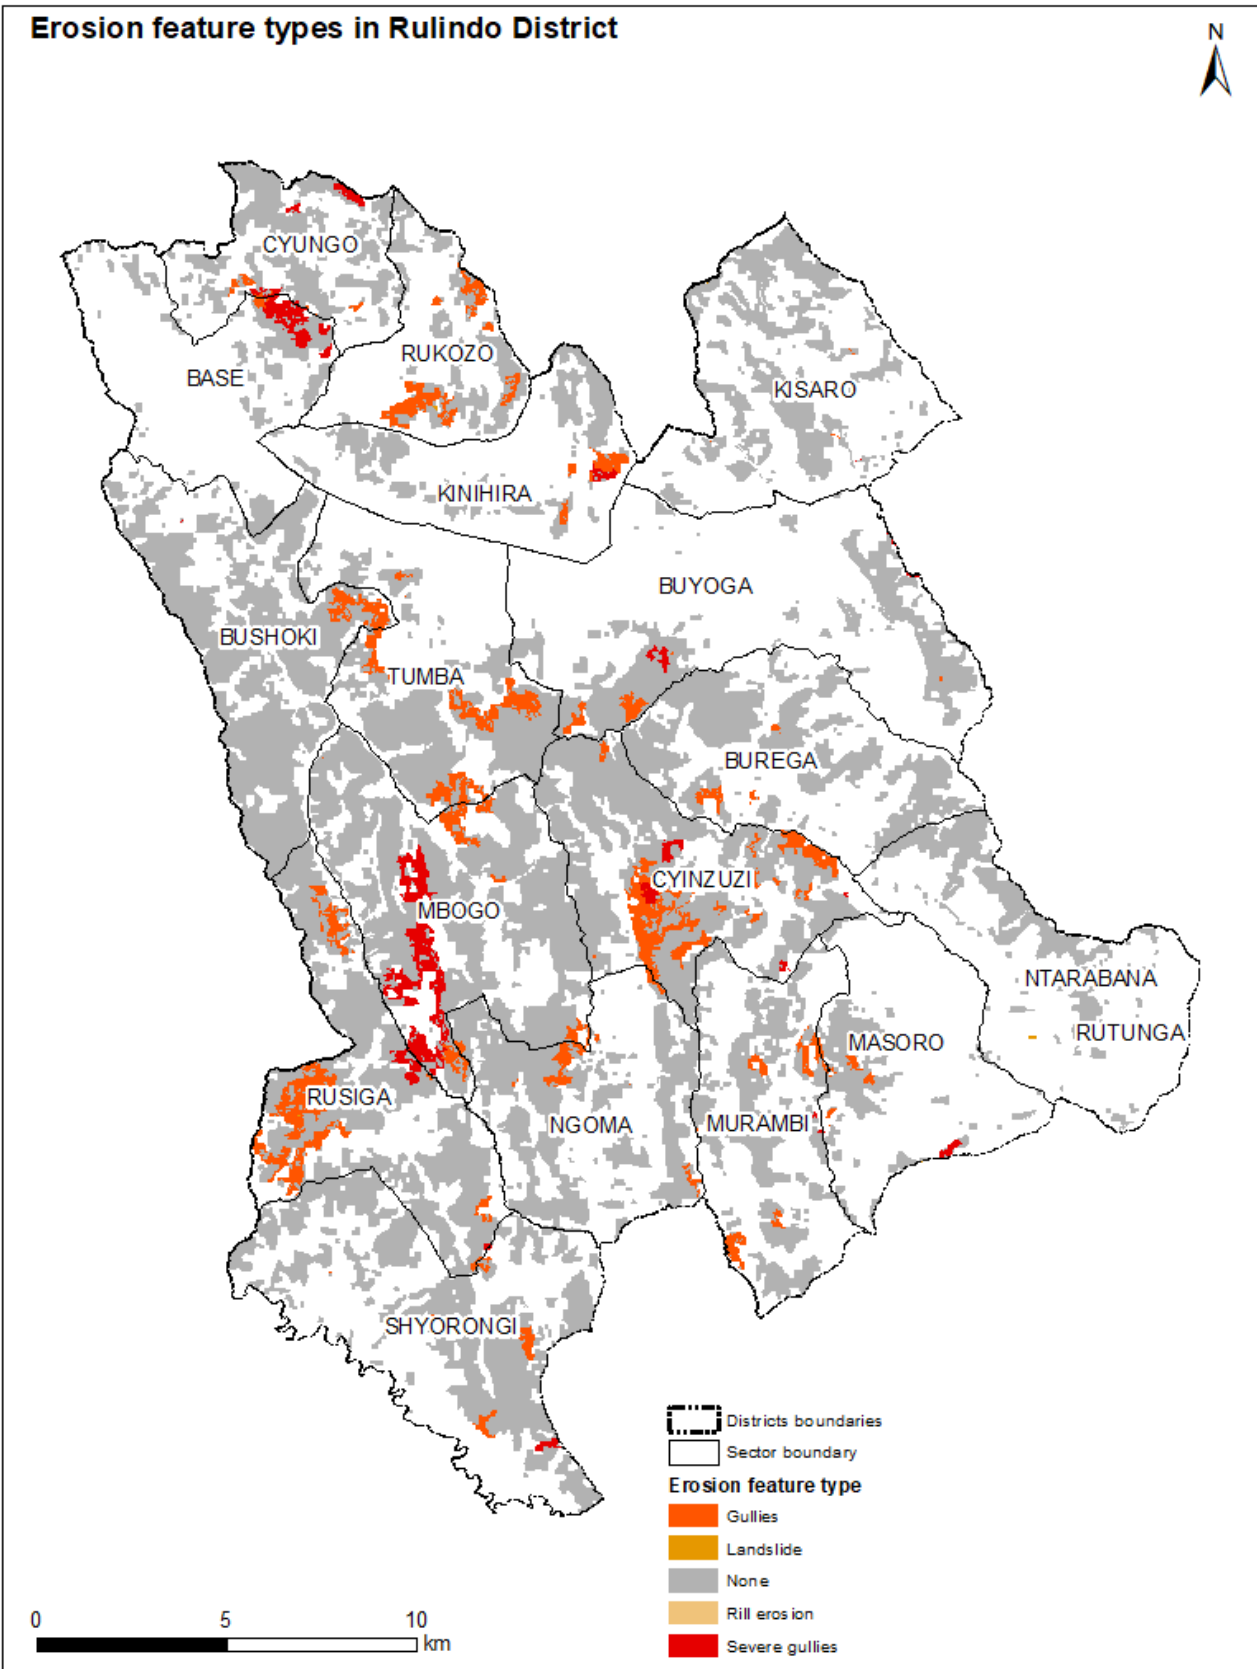 Erosion feature types in Rulindo District
N
CYUNGO
RUKOZO
BASE
KISARO
KINIHIRA
BUYOGA
BUSHOKI
TUMBA
BUREGA
CYINZUZI
MBOGO
NTARABANA
RUTUNGA
MASORO
RUSIGA
NGOMA
MURAMBI
SHYORONGI
Districts boundaries
Sector boundary
Erosion feature type
Gullies
Landslide
None
Rill erosion
Severe gullies
0 5 10
km